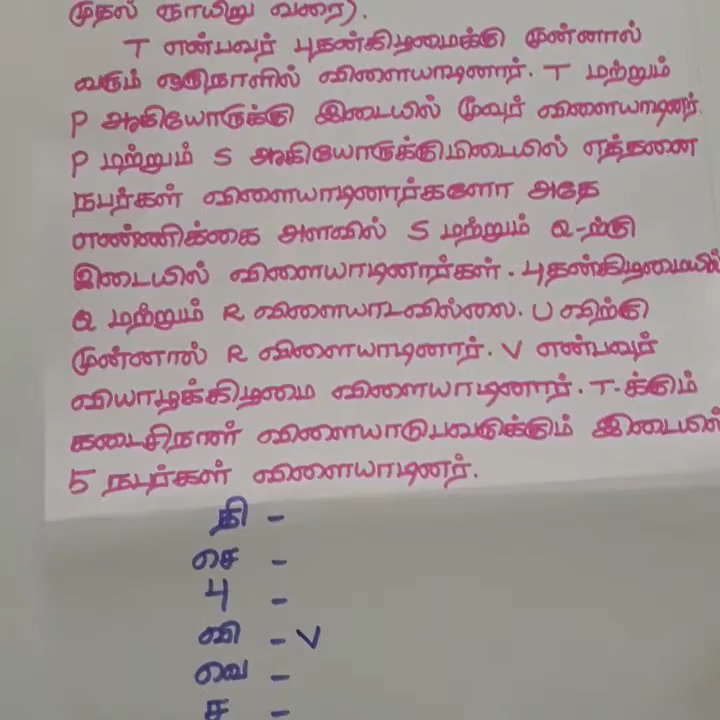 முதல் ஞாயிறு வரை).
T என்பவர் புதன்கிழமைக்கு முன்னால்
வரும் ஒருநாளில் விளையாடினார். T மற்றும்
P ஆகியோருக்கு இடையில் மூவர் விளையாடினர்.
P மற்றும் S ஆகியோருக்குமிடையில் எத்தனை
நபர்கள் விளையாடினார்களோ அதே
எண்ணிக்கை அளவில் S மற்றும் Q-ற்கு
இடையில் விளையாடினார்கள். புதன்கிழமையில்
Q மற்றும் R விளையாடவில்லை. U விற்கு
முன்னால் R விளையாடினார். V என்பவர்
வியாழக்கிழமை விளையாடினார். T-க்கும்
கடைசிநாள் விளையாடுபவருக்கும் இடையில்
5 நபர்கள் விளையாடினர்.
தி -
செ -
பு -
வி - V
வெ -
ச -